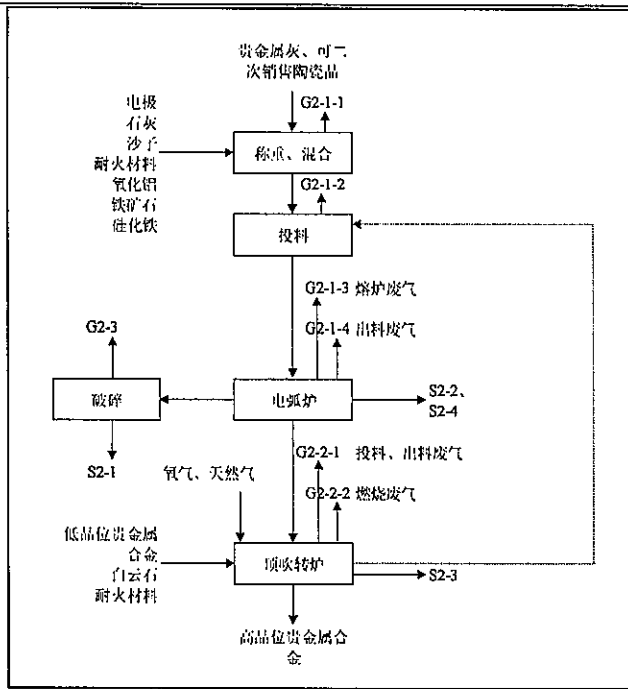 贵金属灰、可二
次销售陶瓷品
电极
石灰
沙子
耐火材料
氧化铝
铁矿石
硅化铁
G2-1-1
称重、混合
G2-1-2
投料
G2-1-3 熔炉废气
G2-1-4 出料废气
G2-3
破碎
电弧炉
S2-2、
S2-4
S2-1
G2-2-1 投料、出料废气
氧气、天然气
G2-2-2 燃烧废气
低品位贵金属
合金
白云石
耐火材料
顶吹转炉
S2-3
高品位贵金属合
金